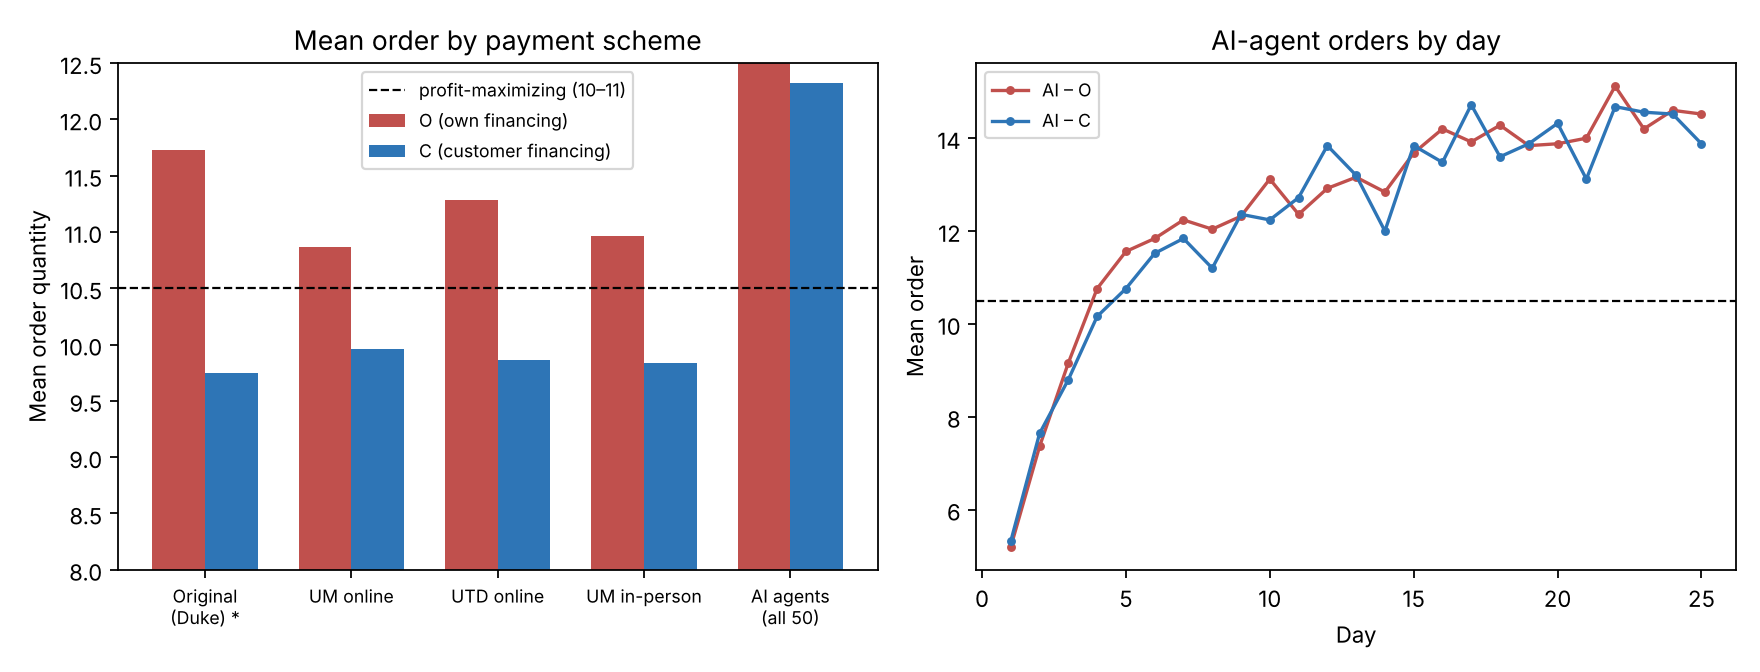 Mean order by payment scheme
Mean order quantity
12.5
12.0
11.5
11.0
10.5
10.0
9.5
9.0
8.5
8.0
profit-maximizing (10–11)
O (own financing)
C (customer financing)
Original
(Duke) *
UM online
UTD online
UM in-person
AI agents
(all 50)
AI-agent orders by day
Mean order
14
12
10
8
6
AI – O
AI – C
0 5 10 15 20 25
Day